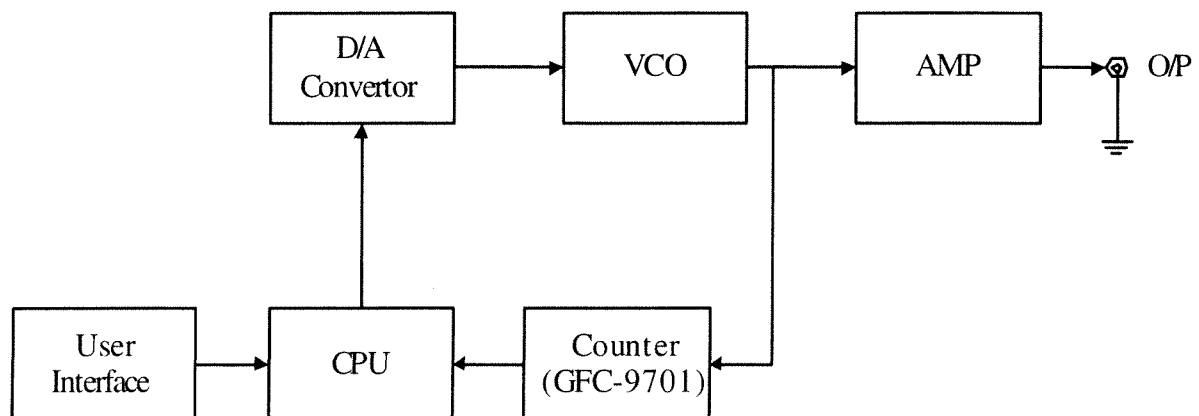 D/A
Convertor
VCO
AMP
O/P
User
Interface
CPU
Counter
(GFC-9701)